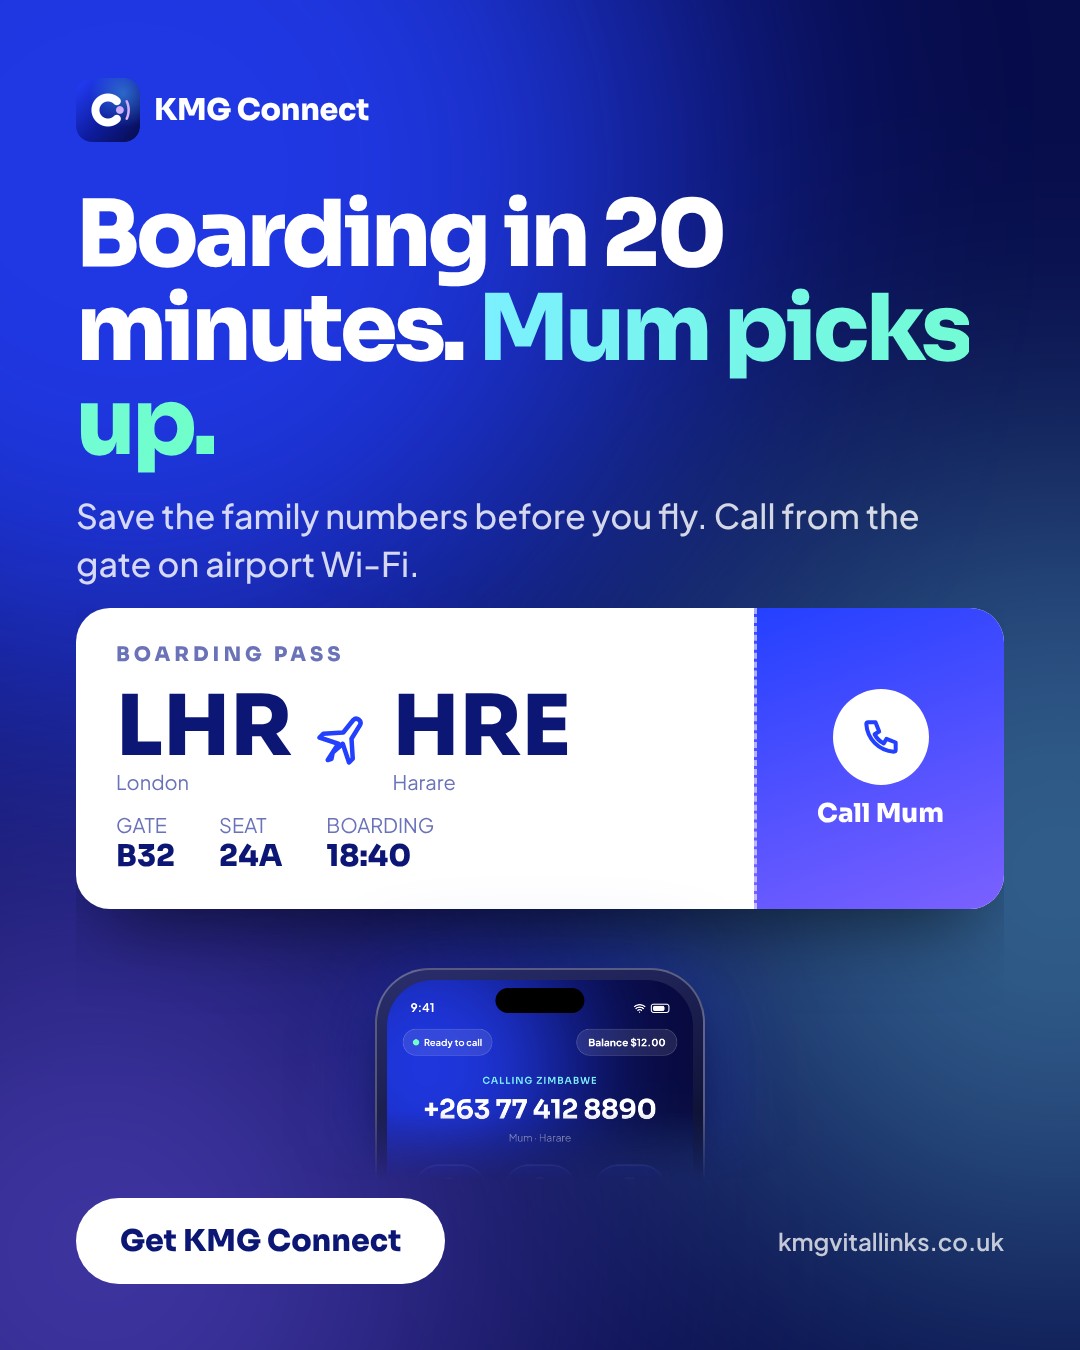 KMG Connect
Boarding in 20
minutes. Mum picks
up.
Save the family numbers before you fly. Call from the
gate on airport Wi-Fi.
BOARDING PASS
LHR HRE
London Harare
GATE SEAT BOARDING
B32 24A 18:40
Call Mum
9:41
Ready to call Balance $12.00
CALLING ZIMBABWE
+263 77 412 8890
Mum · Harare
Get KMG Connect
kmgvitallinks.co.uk